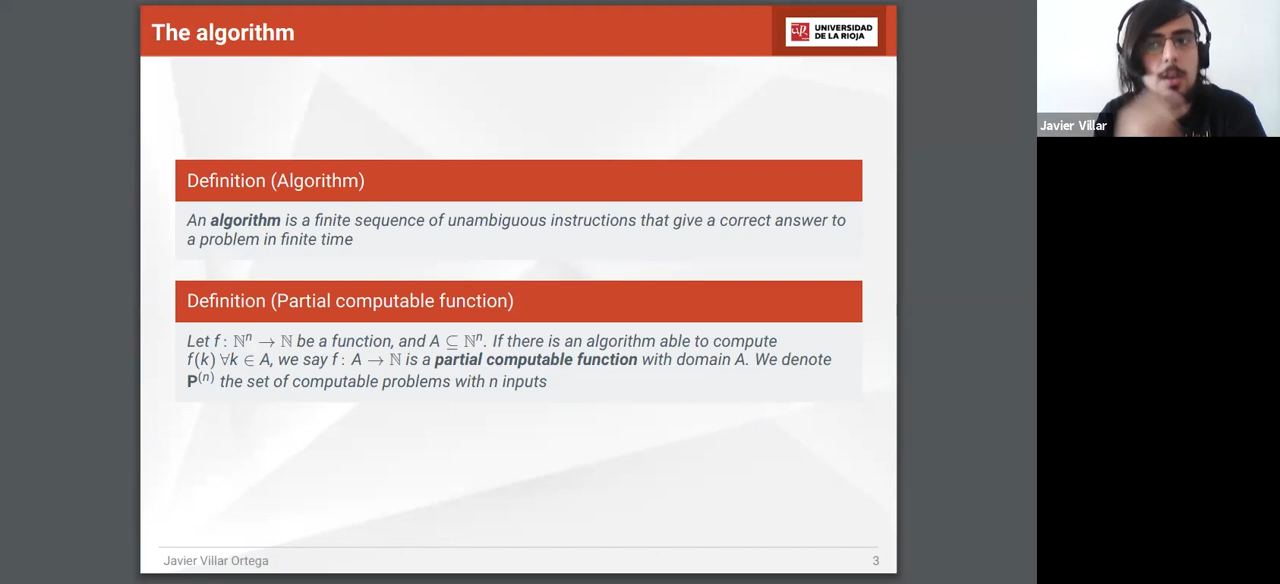 The algorithm
UNIVERSIDAD
DE LA RIOJA
Definition (Algorithm)
An algorithm is a finite sequence of unambiguous instructions that give a correct answer to
a problem in finite time
Definition (Partial computable function)
Let f : ℕⁿ → ℕ be a function, and A ⊆ ℕⁿ. If there is an algorithm able to compute
f(k) ∀k ∈ A, we say f : A → ℕ is a partial computable function with domain A. We denote
P⁽ⁿ⁾ the set of computable problems with n inputs
Javier Villar Ortega
3
Javier Villar